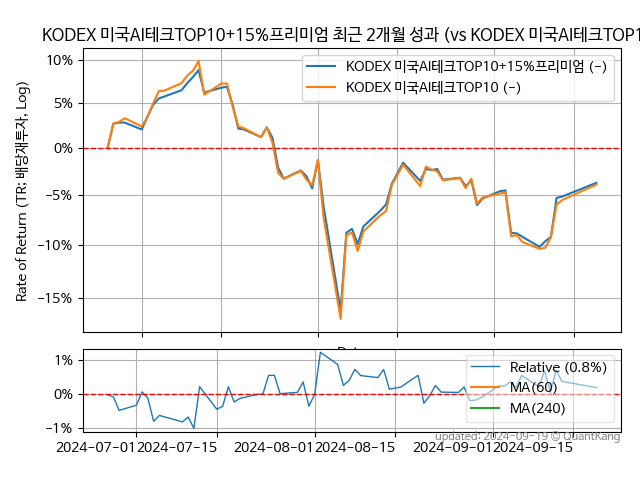 KODEX 미국AI테크TOP10+15%프리미엄 최근 2개월 성과 (vs KODEX 미국AI테크TOP1
10%
5%
0%
−5%
−10%
−15%
Rate of Return (TR; 배당재투자, Log)
KODEX 미국AI테크TOP10+15%프리미엄 (−)
KODEX 미국AI테크TOP10 (−)
1%
0%
−1%
Relative (0.8%)
MA(60)
MA(240)
2024-07-01
2024-07-15
2024-08-01
2024-08-15
2024-09-01
2024-09-15
updated: 2024-09-19 © QuantKang